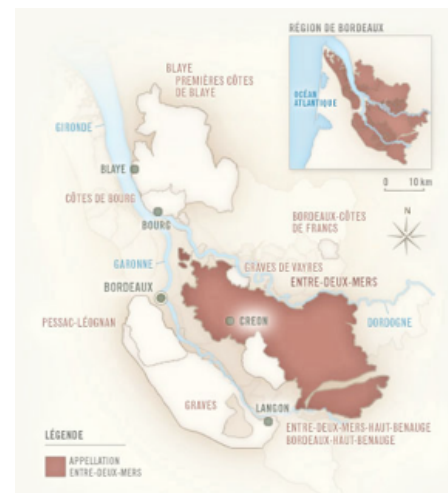 RÉGION DE BORDEAUX
OCÉAN
ATLANTIQUE
0 10 km
N
BLAYE
PREMIÈRES CÔTES
DE BLAYE
GIRONDE
BLAYE
CÔTES DE BOURG
BOURG
BORDEAUX-CÔTES
DE FRANCS
GARONNE
GRAVES DE VAYRES
ENTRE-DEUX-MERS
BORDEAUX
PESSAC-LÉOGNAN
CREON
DORDOGNE
GRAVES
LANGON
ENTRE-DEUX-MERS-HAUT-BENAUGE
BORDEAUX-HAUT-BENAUGE
LÉGENDE
APPELLATION
ENTRE-DEUX-MERS